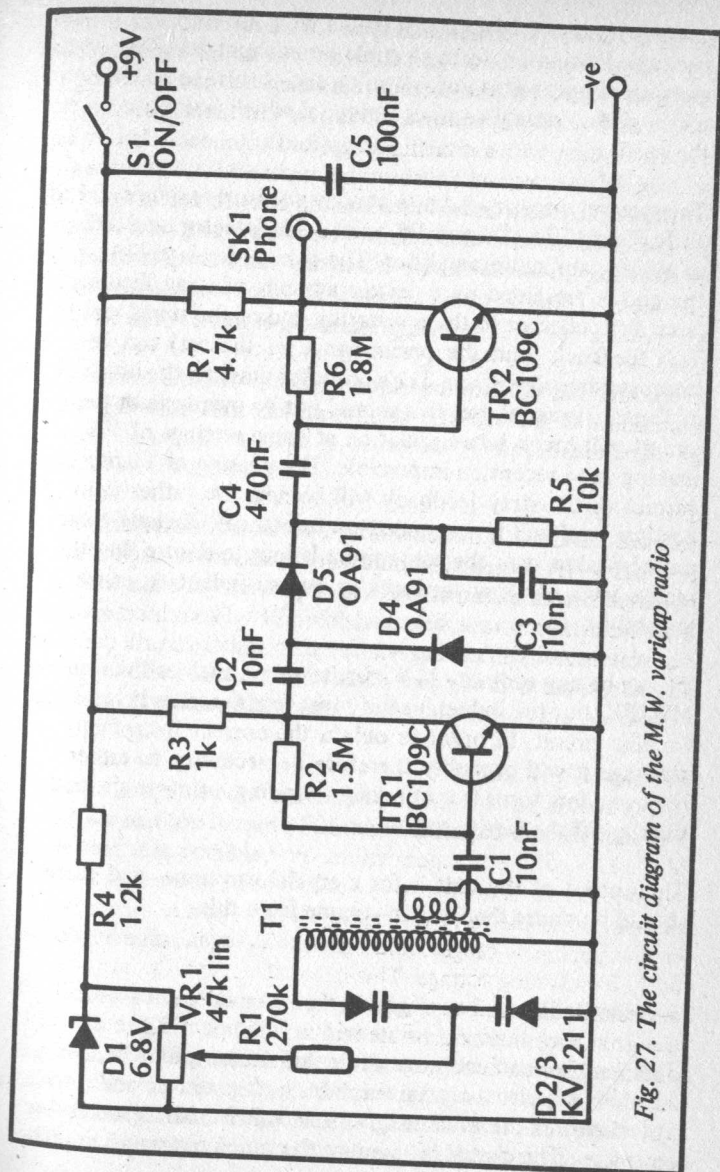 +9V
S1
ON/OFF
C5
100nF
–ve
SK1
Phone
R7
4.7k
R6
1.8M
TR2
BC109C
C4
470nF
D5
OA91
D4
OA91
R5
10k
C3
10nF
C2
10nF
R3
1k
R2
1.5M
TR1
BC109C
C1
10nF
R4
.2k
T1
D
6.8V
VR1
47k lin
R1
270k
D2/3
Fig. 27. The circuit diagram of the M.W. varicap radio